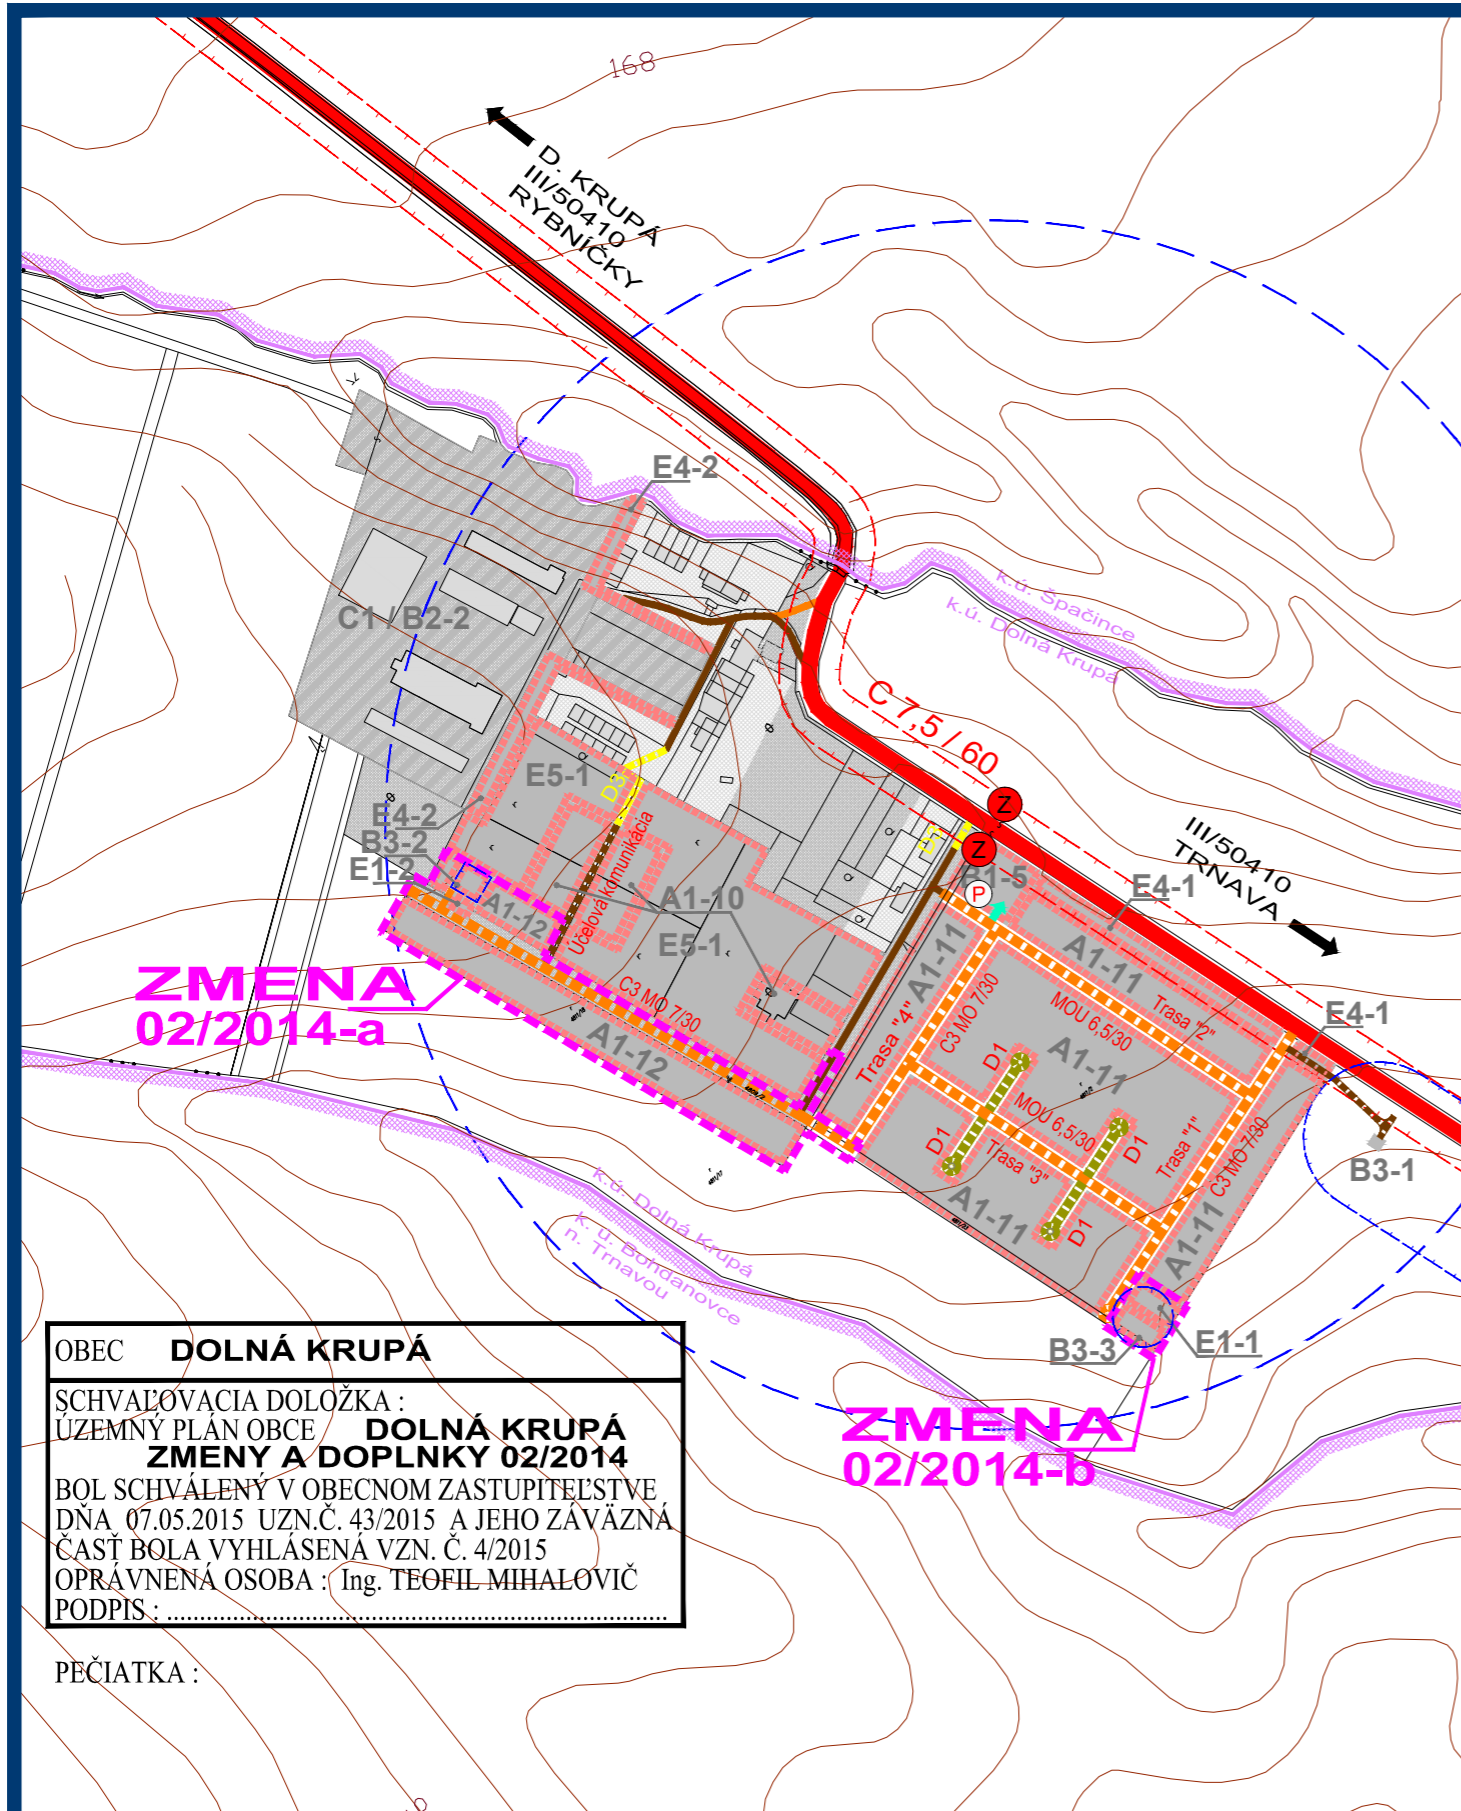 168
D. KRUPÁ
III/50410
RYBNÍČKY
E4-2
C1 / B2-2
k.ú. Špačince
k.ú. Dolná Krupá
C 7,5 / 60
Z
Z
III/50410
TRNAVA
E5-1
D3
D3
E4-2
B3-2
E1-2
A1-12
Účelová komunikácia
A1-10
E5-1
B1-5
P
E4-1
A1-11
A1-11
Trasa "2"
E4-1
ZMENA
02/2014-a
C3 MO 7/30
A1-12
Trasa "4"
C3 MO 7/30
MOU 6,5/30
A1-11
D1
D1
MOU 6,5/30
D1
Trasa "3"
Trasa "1"
C3 MO 7/30
B3-1
A1-11
D1
A1-11
k.ú. Dolná Krupá
k. ú. Bohdanovce
n. Trnavou
B3-3
E1-1
ZMENA
02/2014-b
OBEC DOLNÁ KRUPÁ
SCHVAĽOVACIA DOLOŽKA :
ÚZEMNÝ PLÁN OBCE DOLNÁ KRUPÁ
ZMENY A DOPLNKY 02/2014
BOL SCHVÁLENÝ V OBECNOM ZASTUPITEĽSTVE
DŇA 07.05.2015 UZN.Č. 43/2015 A JEHO ZÁVÄZNÁ
ČASŤ BOLA VYHLÁSENÁ VZN. Č. 4/2015
OPRÁVNENÁ OSOBA : Ing. TEOFIL MIHALOVIČ
PODPIS : ............................................................................
PEČIATKA :